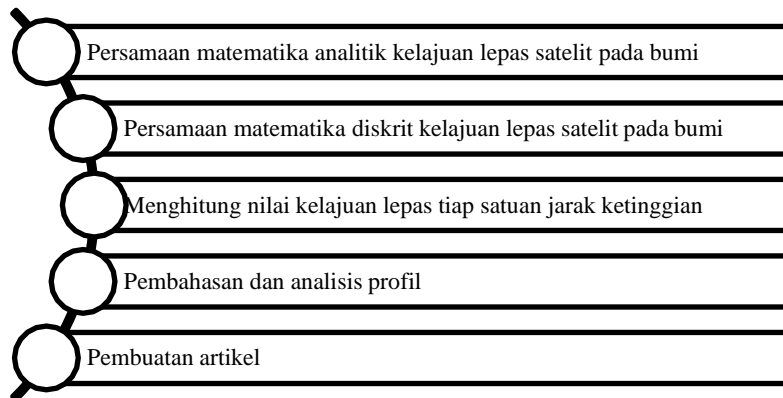 Persamaan matematika analitik kelajuan lepas satelit pada bumi
Persamaan matematika diskrit kelajuan lepas satelit pada bumi
Menghitung nilai kelajuan lepas tiap satuan jarak ketinggian
Pembahasan dan analisis profil
Pembuatan artikel